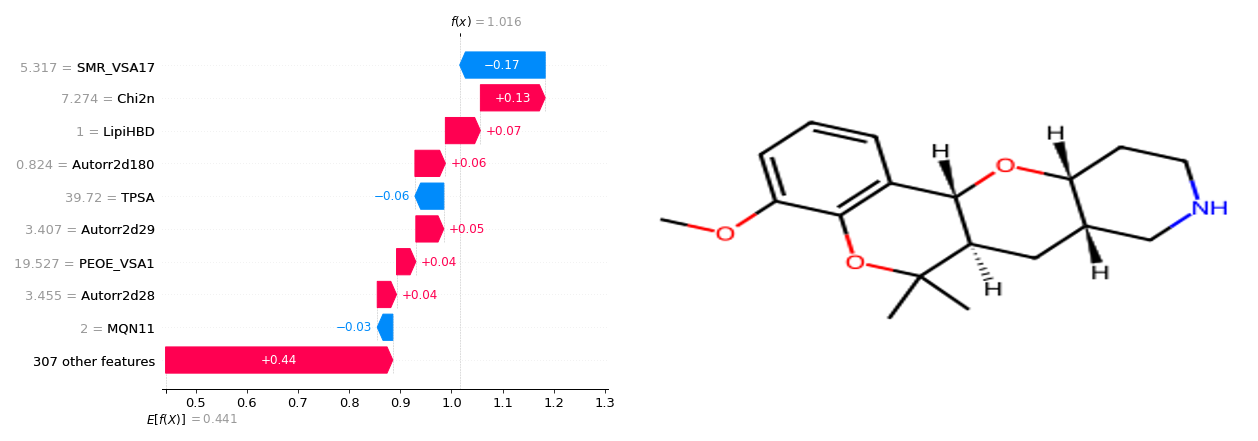 f(x) = 1.016
5.317 = SMR_VSA17
−0.17
7.274 = Chi2n
+0.13
1 = LipiHBD
+0.07
0.824 = Autorr2d180
+0.06
39.72 = TPSA
−0.06
3.407 = Autorr2d29
+0.05
19.527 = PEOE_VSA1
+0.04
3.455 = Autorr2d28
+0.04
2 = MQN11
−0.03
307 other features
+0.44
0.5 0.6 0.7 0.8 0.9 1.0 1.1 1.2 1.3
E[f(X)] = 0.441
H
H
O
NH
O
O
H
H